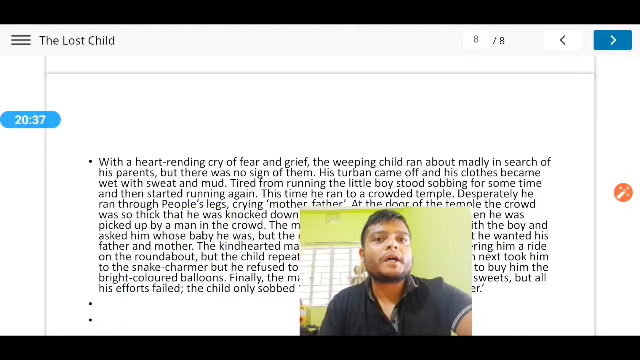 The Lost Child
8 / 8
20:37
• With a heart-rending cry of fear and grief, the weeping child ran about madly in search of
his parents, but there was no sign of them. His turban came off and his clothes became
wet with sweat and mud. Tired from running the little boy stood sobbing for some time
and then started running again. This time he ran to a crowded temple. Desperately he
ran through People's legs, crying 'mother, father.' At the door of the temple the crowd
was so thick that he was knocked down en he was
picked up by a man in the crowd. The m with the boy and
asked him whose baby he was, but the c t he wanted his
father and mother. The kindhearted ma ring him a ride
on the roundabout, but the child repeat next took him
to the snake-charmer but he refused to to buy him the
bright-coloured balloons. Finally, the ma sweets, but all
his efforts failed; the child only sobbed er.'
•
•